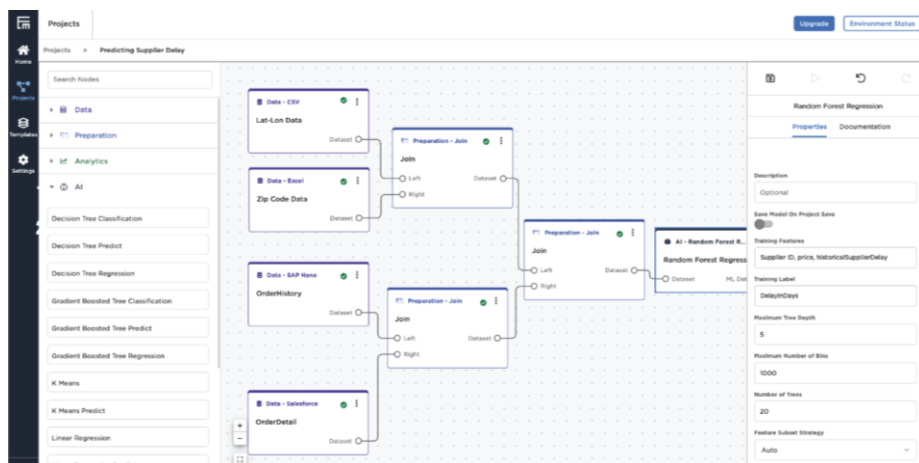 Projects
Upgrade
Environment Status
Home
Projects
Templates
Settings
Projects > Predicting Supplier Delay
Search Nodes
Data
Preparation
Analytics
AI
Decision Tree Classification
Decision Tree Predict
Decision Tree Regression
Gradient Boosted Tree Classification
Gradient Boosted Tree Predict
Gradient Boosted Tree Regression
K Means
K Means Predict
Linear Regression
Data - CSV
Lat-Lon Data
Dataset
Data - Excel
Zip Code Data
Dataset
Data - SAP Hana
OrderHistory
Dataset
Data - Salesforce
OrderDetail
Dataset
Preparation - Join
Join
Left
Dataset
Right
Preparation - Join
Join
Left
Dataset
Right
Preparation - Join
Join
Left
Dataset
Right
AI - Random Forest R...
Random Forest Regress
Dataset
ML Dat
Random Forest Regression
Properties
Documentation
Description
Optional
Save Model On Project Save
Training Features
Supplier ID, price, historicalSupplierDelay
Training Label
DelayInDays
Maximum Tree Depth
5
Maximum Number of Bins
1000
Number of Trees
20
Feature Subset Strategy
Auto